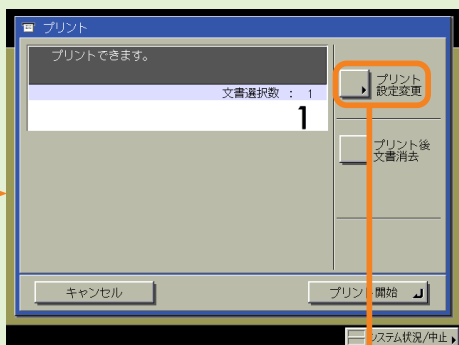 プリント
プリントできます。
文書選択数 : 1
1
プリント
設定変更
プリント後
文書消去
キャンセル
プリント開始
システム状況/中止